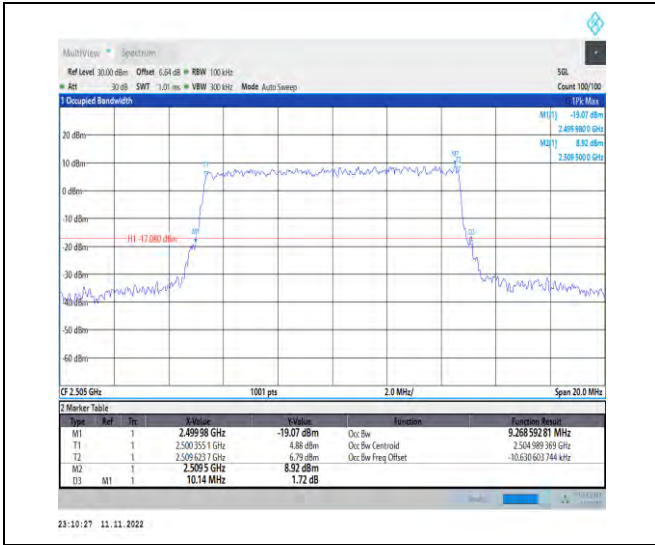 MultiView Spectrum
Ref Level 30.00 dBm Offset 6.64 dB RBW 100 kHz SGL
Att 30 dB SWT 1.01 ms VBW 300 kHz Mode Auto Sweep Count 100/100
1 Occupied Bandwidth 1Pk Max
M1[1] -19.07 dBm
2.499 980 0 GHz
M2[1] 8.92 dBm
2.509 500 0 GHz
20 dBm
10 dBm
0 dBm
-10 dBm
H1 -17.080 dBm
-20 dBm
-30 dBm
-40 dBm
-50 dBm
-60 dBm
CF 2.505 GHz 1001 pts 2.0 MHz/ Span 20.0 MHz
2 Marker Table
Type Ref Trc X-Value Y-Value Function Function Result
M1 1 2.49998 GHz -19.07 dBm Occ Bw 9.268 592 81 MHz
T1 1 2.500 355 1 GHz 4.88 dBm Occ Bw Centroid 2.504 989 369 GHz
T2 1 2.509 623 7 GHz 6.79 dBm Occ Bw Freq Offset -10.630 603 744 kHz
M2 1 2.5095 GHz 8.92 dBm
D3 M1 1 10.14 MHz 1.72 dB
23:10:27 11.11.2022